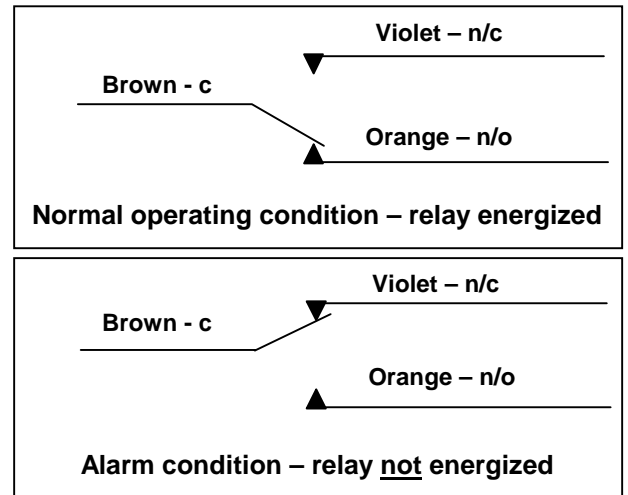 Violet – n/c
Brown - c
Orange – n/o
Normal operating condition – relay energized
Violet – n/c
Brown - c
Orange – n/o
Alarm condition – relay not energized